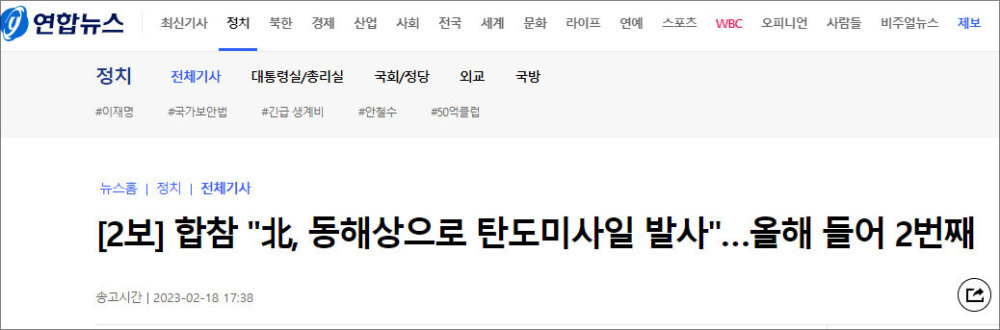 연합뉴스 최신기사 정치 북한 경제 산업 사회 전국 세계 문화 라이프 연예 스포츠 WBC 오피니언 사람들 비주얼뉴스 제보
정치 전체기사 대통령실/총리실 국회/정당 외교 국방
#이재명 #국가보안법 #긴급 생계비 #안철수 #50억클럽
뉴스홈 | 정치 | 전체기사
[2보] 합참 "北, 동해상으로 탄도미사일 발사"…올해 들어 2번째
송고시간 | 2023-02-18 17:38